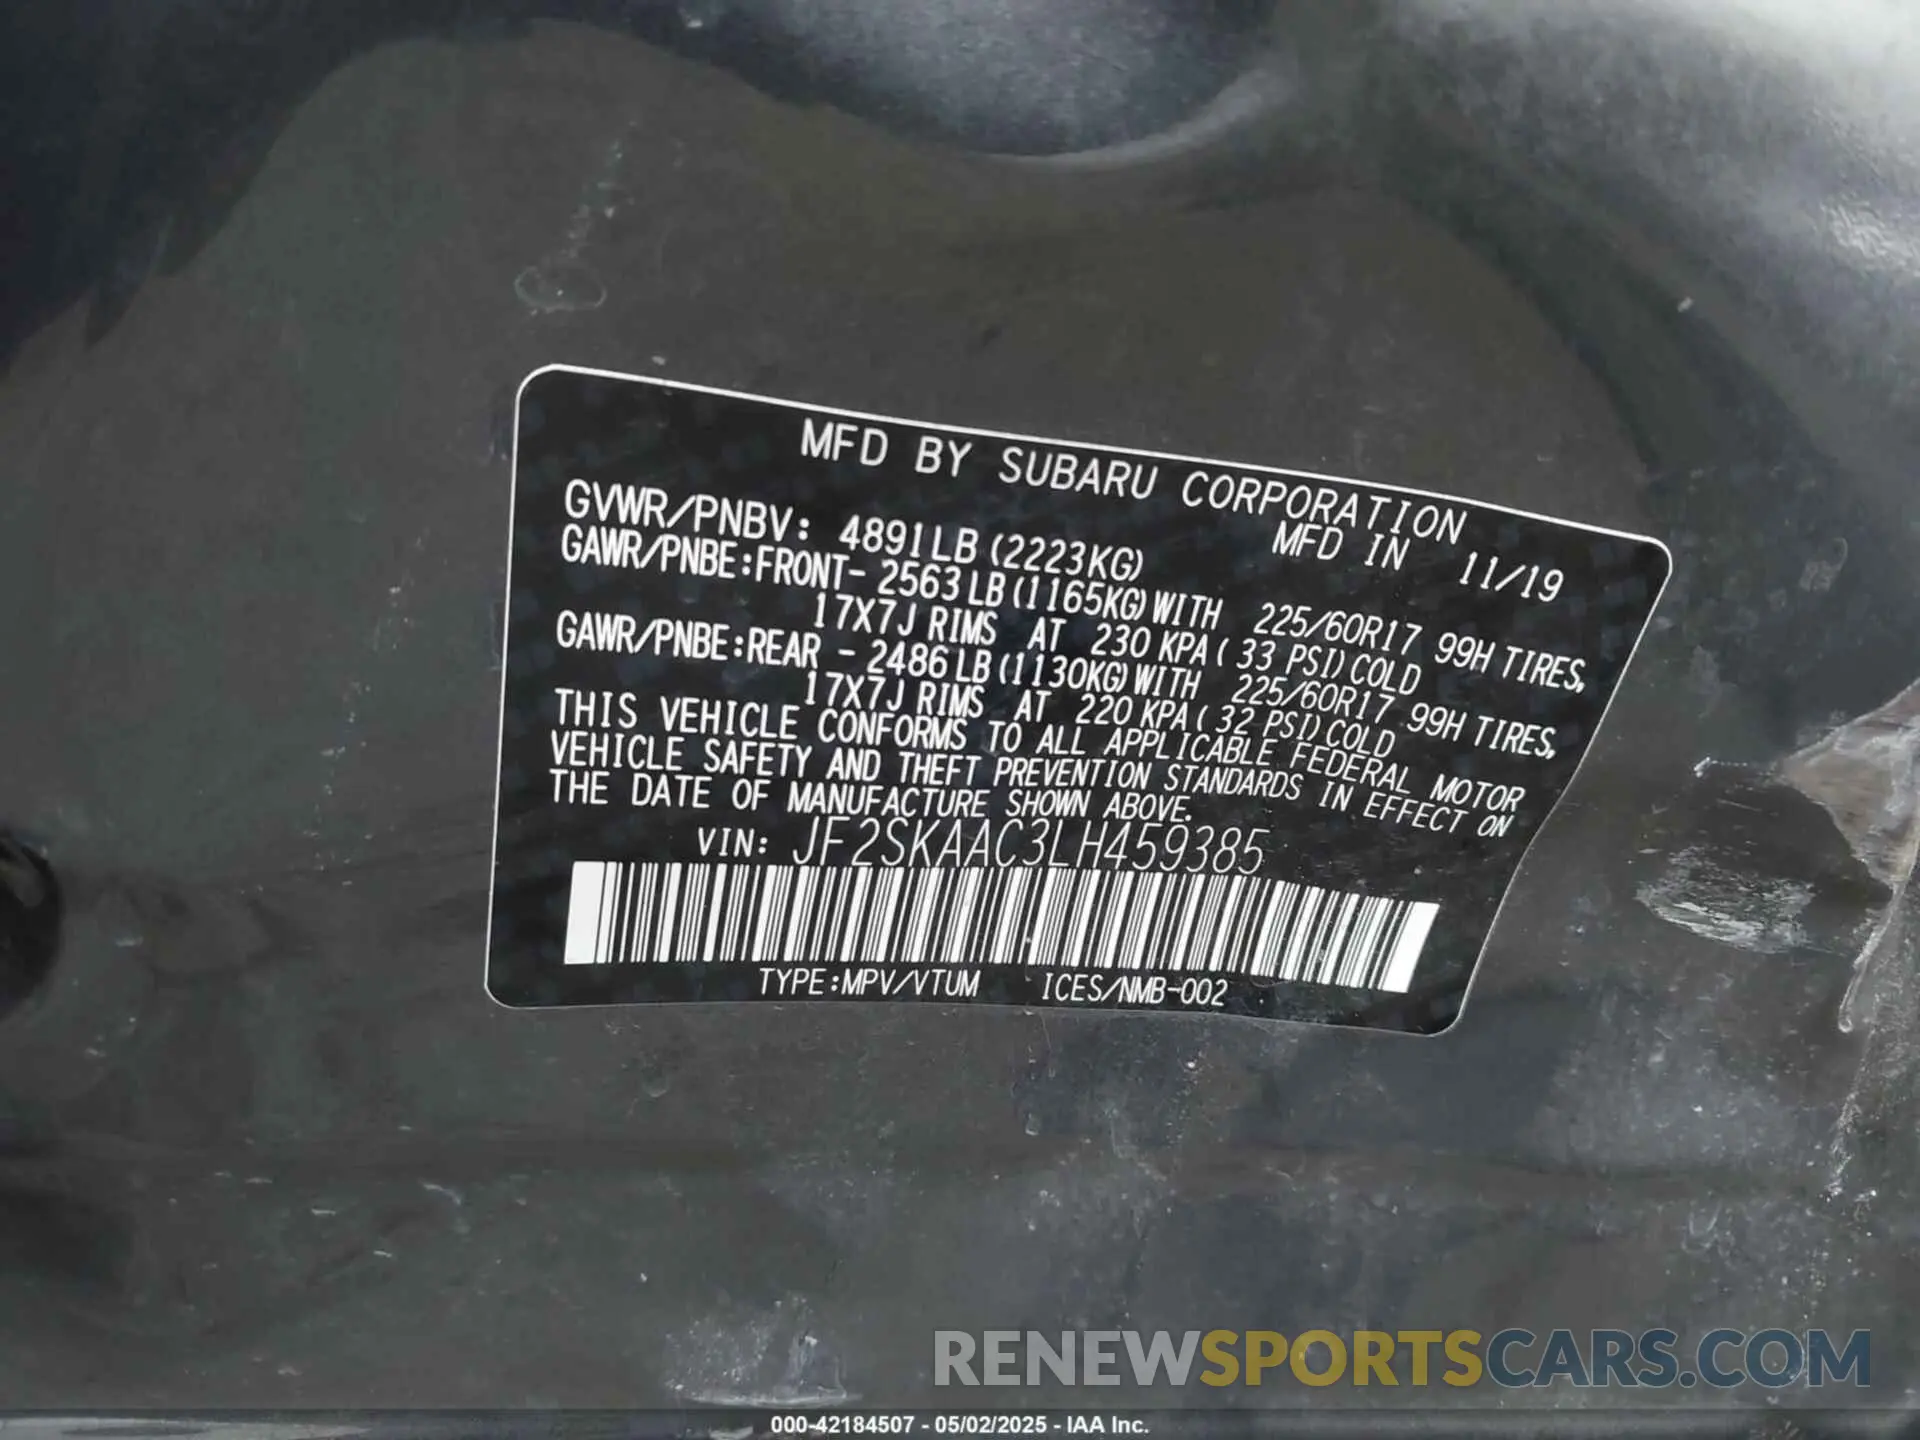 MFD BY SUBARU CORPORATION
GVWR/PNBV: 4891LB (2223KG) MFD IN 11/19
GAWR/PNBE:FRONT- 2563LB (1165KG) WITH 225/60R17 99H TIRES,
17X7J RIMS AT 230 KPA ( 33 PSI) COLD
GAWR/PNBE:REAR - 2486LB (1130KG) WITH 225/60R17 99H TIRES,
17X7J RIMS AT 220 KPA ( 32 PSI) COLD
THIS VEHICLE CONFORMS TO ALL APPLICABLE FEDERAL MOTOR
VEHICLE SAFETY AND THEFT PREVENTION STANDARDS IN EFFECT ON
THE DATE OF MANUFACTURE SHOWN ABOVE.
VIN: JF2SKAAC3LH459385
TYPE:MPV/VTUM ICES/NMB-002
RENEWSPORTSCARS.COM
000-42184507 - 05/02/2025 - IAA Inc.